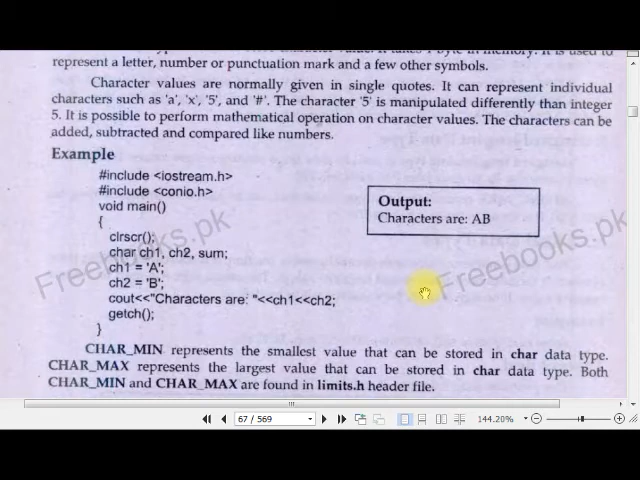 represent a letter, number or punctuation mark and a few other symbols.
Character values are normally given in single quotes. It can represent individual
characters such as 'a', 'x', '5', and '#'. The character '5' is manipulated differently than integer
5. It is possible to perform mathematical operation on character values. The characters can be
added, subtracted and compared like numbers.
Example
#include <iostream.h>
#include <conio.h>
void main()
{
clrscr();
char ch1, ch2, sum;
ch1 = 'A';
ch2 = 'B';
cout<<"Characters are: "<<ch1<<ch2;
getch();
}
Output:
Characters are: AB
Freebooks.pk
Freebooks.pk
CHAR_MIN represents the smallest value that can be stored in char data type.
CHAR_MAX represents the largest value that can be stored in char data type. Both
CHAR_MIN and CHAR_MAX are found in limits.h header file.
67 / 569
144.20%